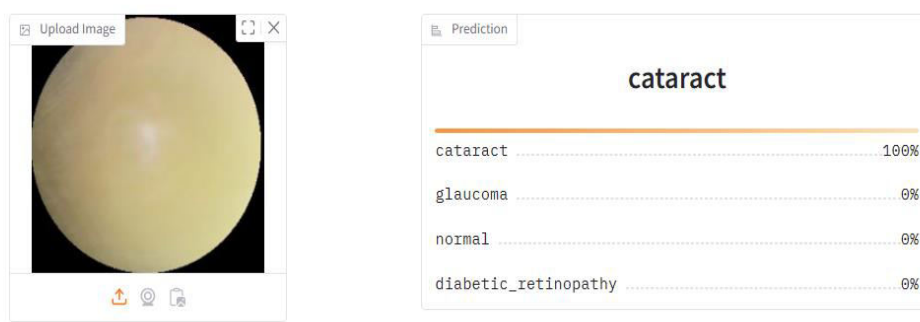 Upload Image
Prediction
cataract
cataract 100%
glaucoma 0%
normal 0%
diabetic_retinopathy 0%